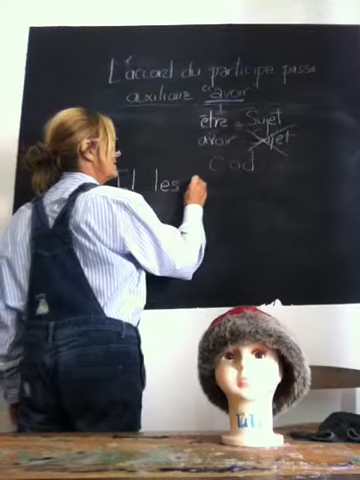 L'accord du participe passé
auxiliaire "avoir"
être = Sujet
avoir Sujet
Cod
Il les